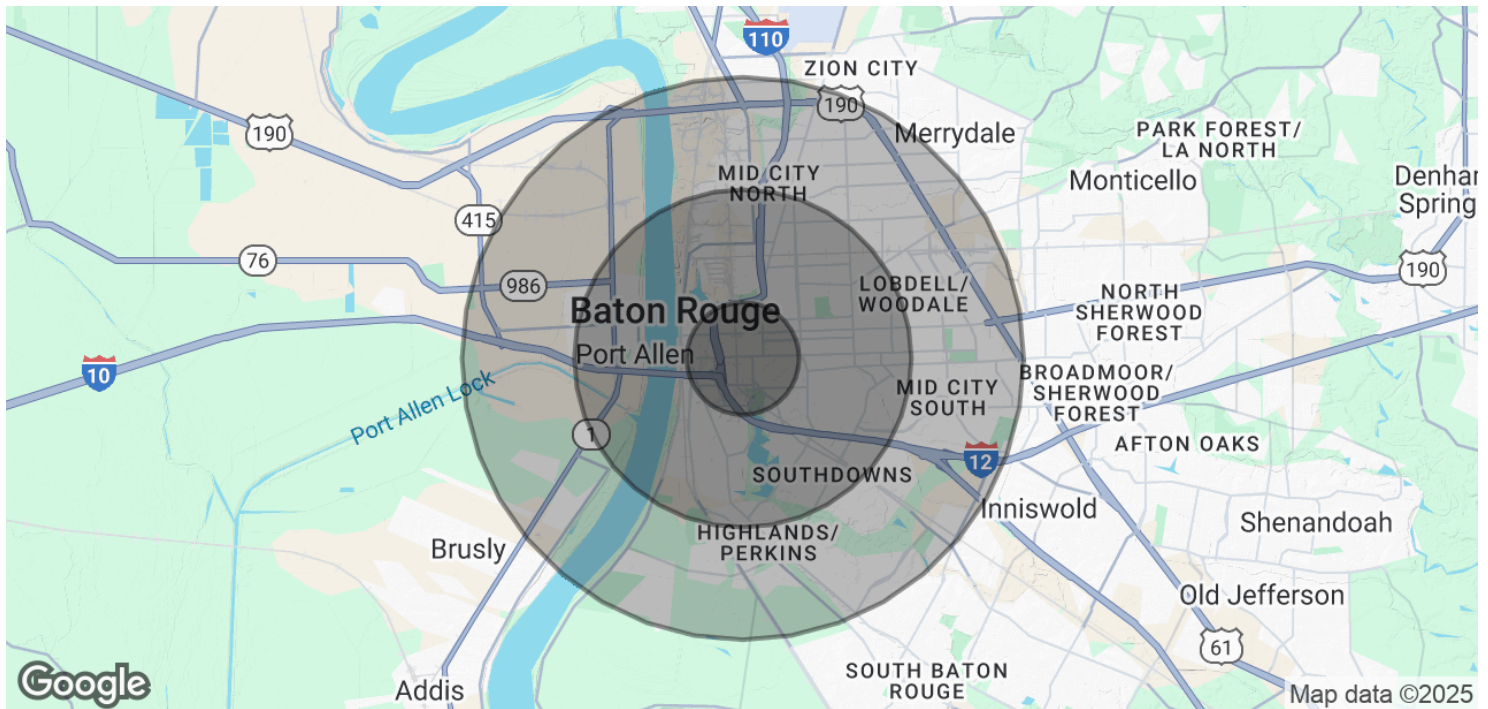 110
ZION CITY
190
190
Merrydale
PARK FOREST/
LA NORTH
MID CITY
NORTH
Monticello
Denham
Spring
415
76
986
190
LOBDELL/
WOODALE
NORTH
SHERWOOD
FOREST
Baton Rouge
Port Allen
10
BROADMOOR/
SHERWOOD
FOREST
MID CITY
SOUTH
Port Allen Lock
1
AFTON OAKS
12
SOUTHDOWNS
Inniswold
Shenandoah
HIGHLANDS/
PERKINS
Brusly
Old Jefferson
61
SOUTH BATON
ROUGE
Addis
Google
Map data ©2025